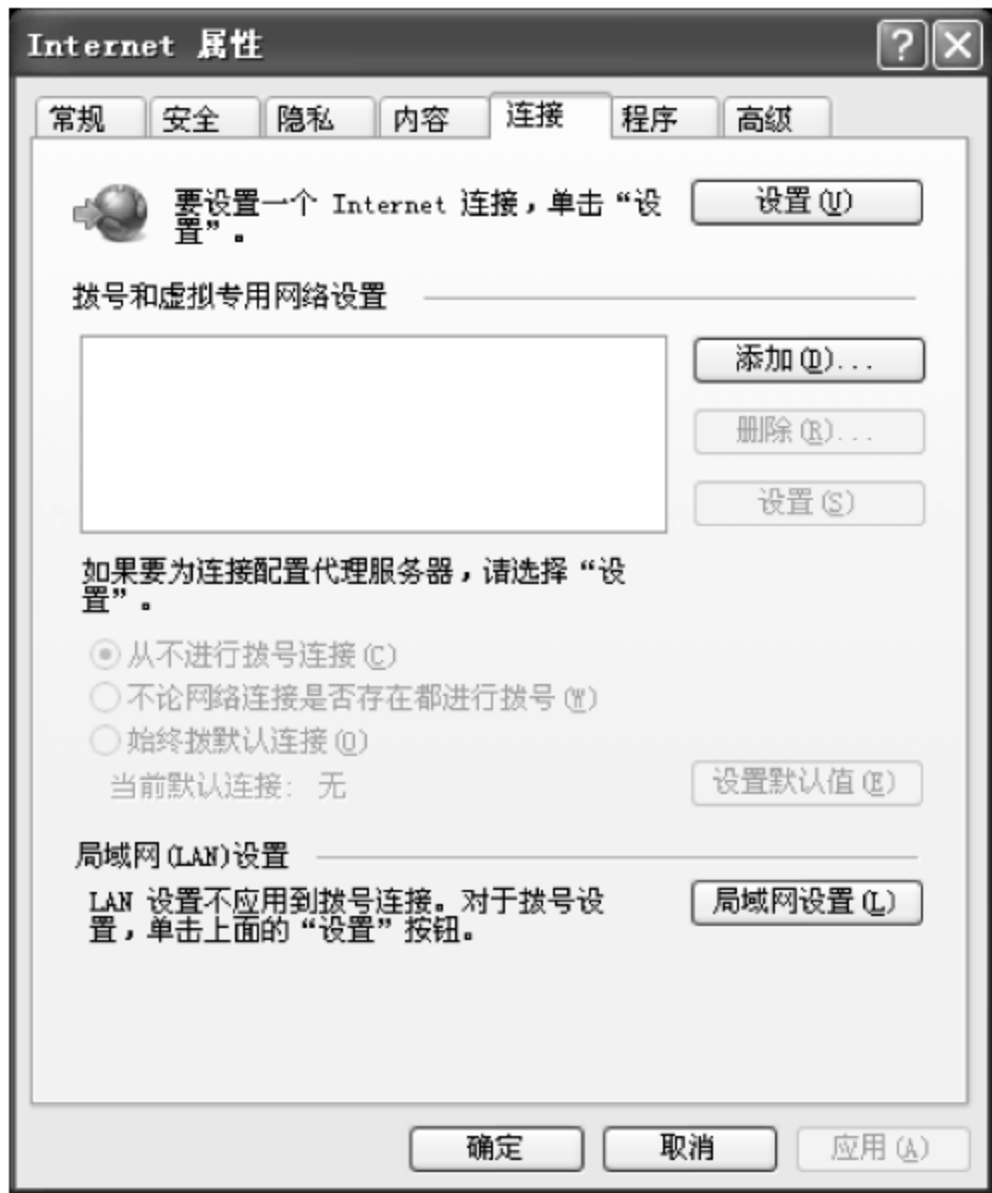 Internet 属性
常规 安全 隐私 内容 连接 程序 高级
要设置一个 Internet 连接，单击“设
置”。
设置(U)
拨号和虚拟专用网络设置
添加(D)...
删除(R)...
设置(S)
如果要为连接配置代理服务器，请选择“设
置”。
从不进行拨号连接(C)
不论网络连接是否存在都进行拨号(W)
始终拨默认连接(O)
当前默认连接: 无
设置默认值(E)
局域网(LAN)设置
LAN 设置不应用到拨号连接。对于拨号设
置，单击上面的“设置”按钮。
局域网设置(L)
确定 取消 应用(A)